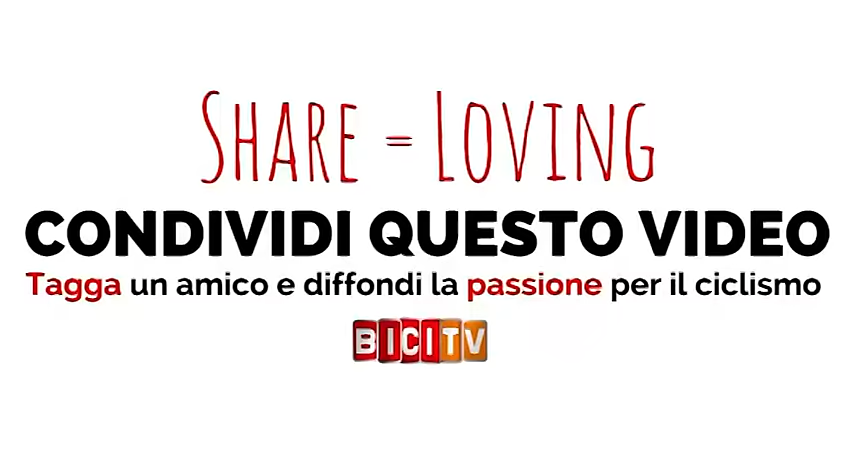 SHARE = LOVING
CONDIVIDI QUESTO VIDEO
Tagga un amico e diffondi la passione per il ciclismo
BICITV